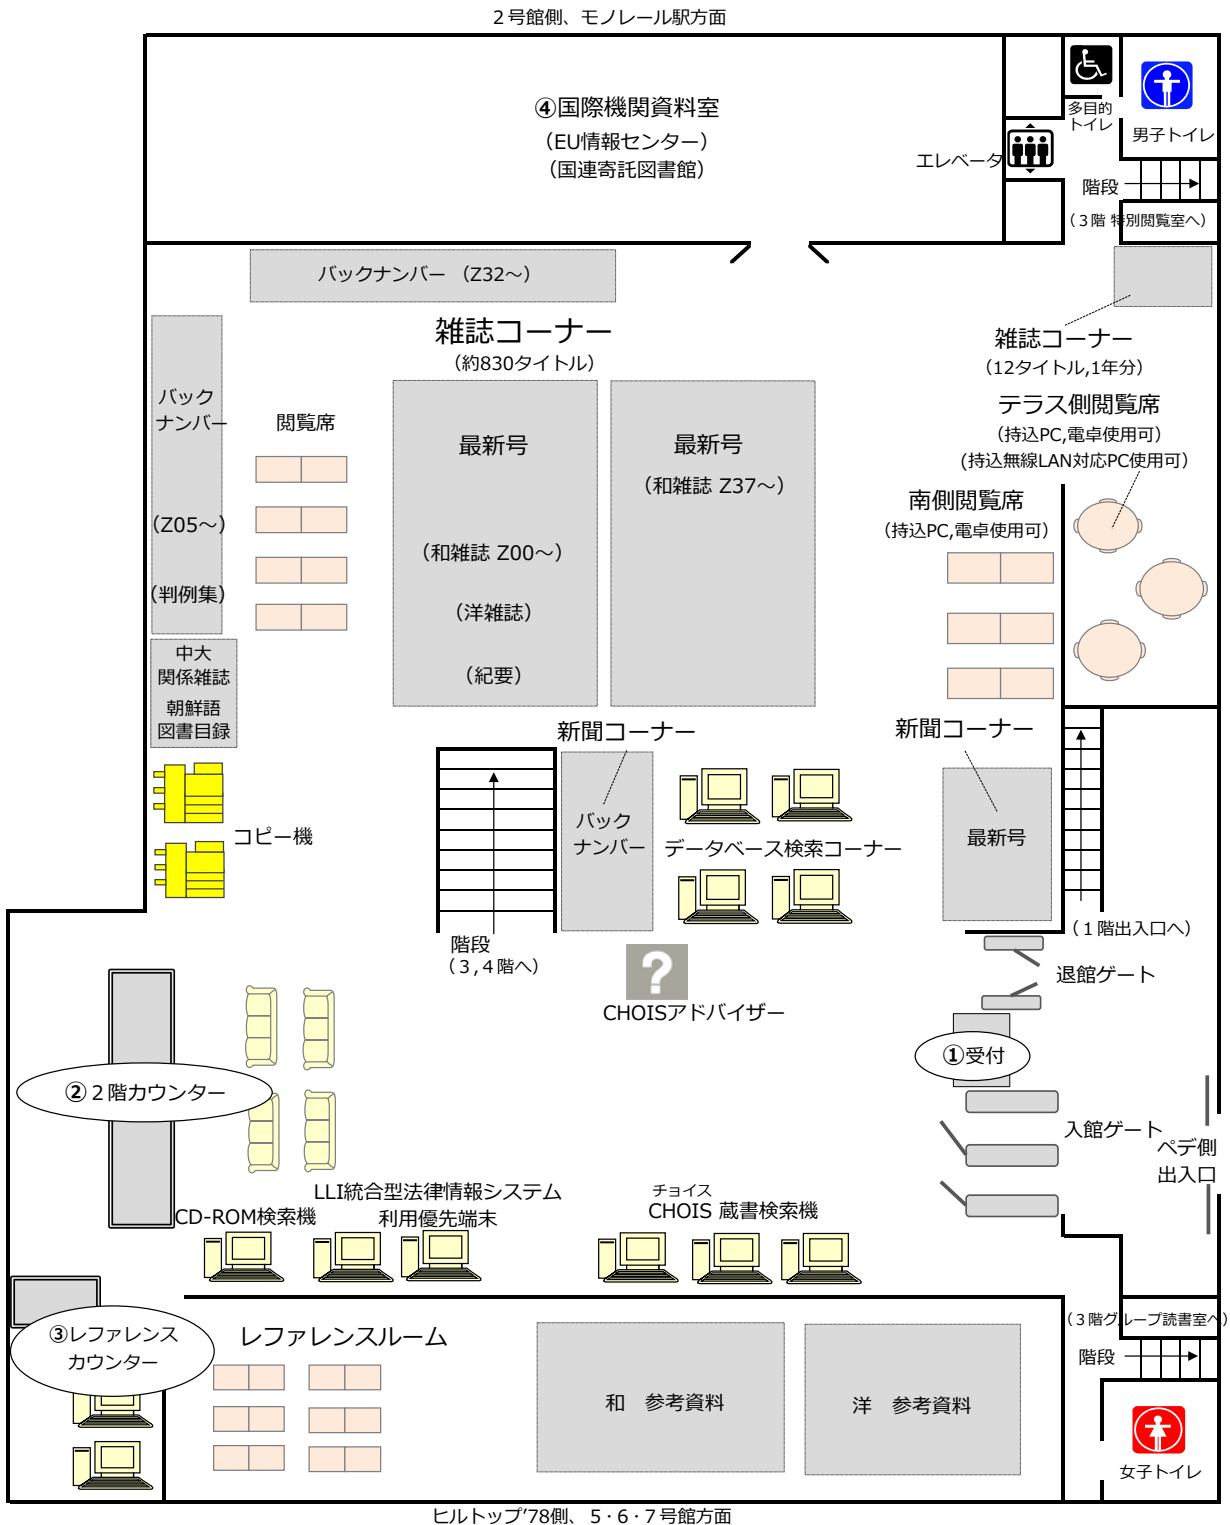 ２号館側、モノレール駅方面
④国際機関資料室
（EU情報センター）
（国連寄託図書館）
エレベータ
多目的
トイレ
男子トイレ
階段
（３階 特別閲覧室へ）
バックナンバー （Z32～）
雑誌コーナー
（約830タイトル）
雑誌コーナー
（12タイトル,1年分）
バック
ナンバー
（Z05～）
（判例集）
閲覧席
最新号
（和雑誌 Z00～）
（洋雑誌）
（紀要）
最新号
（和雑誌 Z37～）
テラス側閲覧席
（持込PC,電卓使用可）
(持込無線LAN対応PC使用可）
南側閲覧席
（持込PC,電卓使用可）
中大
関係雑誌
朝鮮語
図書目録
新聞コーナー
バック
ナンバー
新聞コーナー
最新号
コピー機
データベース検索コーナー
階段
（３,４階へ）
（１階出入口へ）
?
CHOISアドバイザー
退館ゲート
①受付
②２階カウンター
入館ゲート
ペデ側
出入口
LLI統合型法律情報システム
利用優先端末
CD-ROM検索機
チョイス
CHOIS 蔵書検索機
③レファレンス
カウンター
レファレンスルーム
和　参考資料
洋　参考資料
（３階グループ読書室へ）
階段
女子トイレ
ヒルトップ’78側、５・６・７号館方面